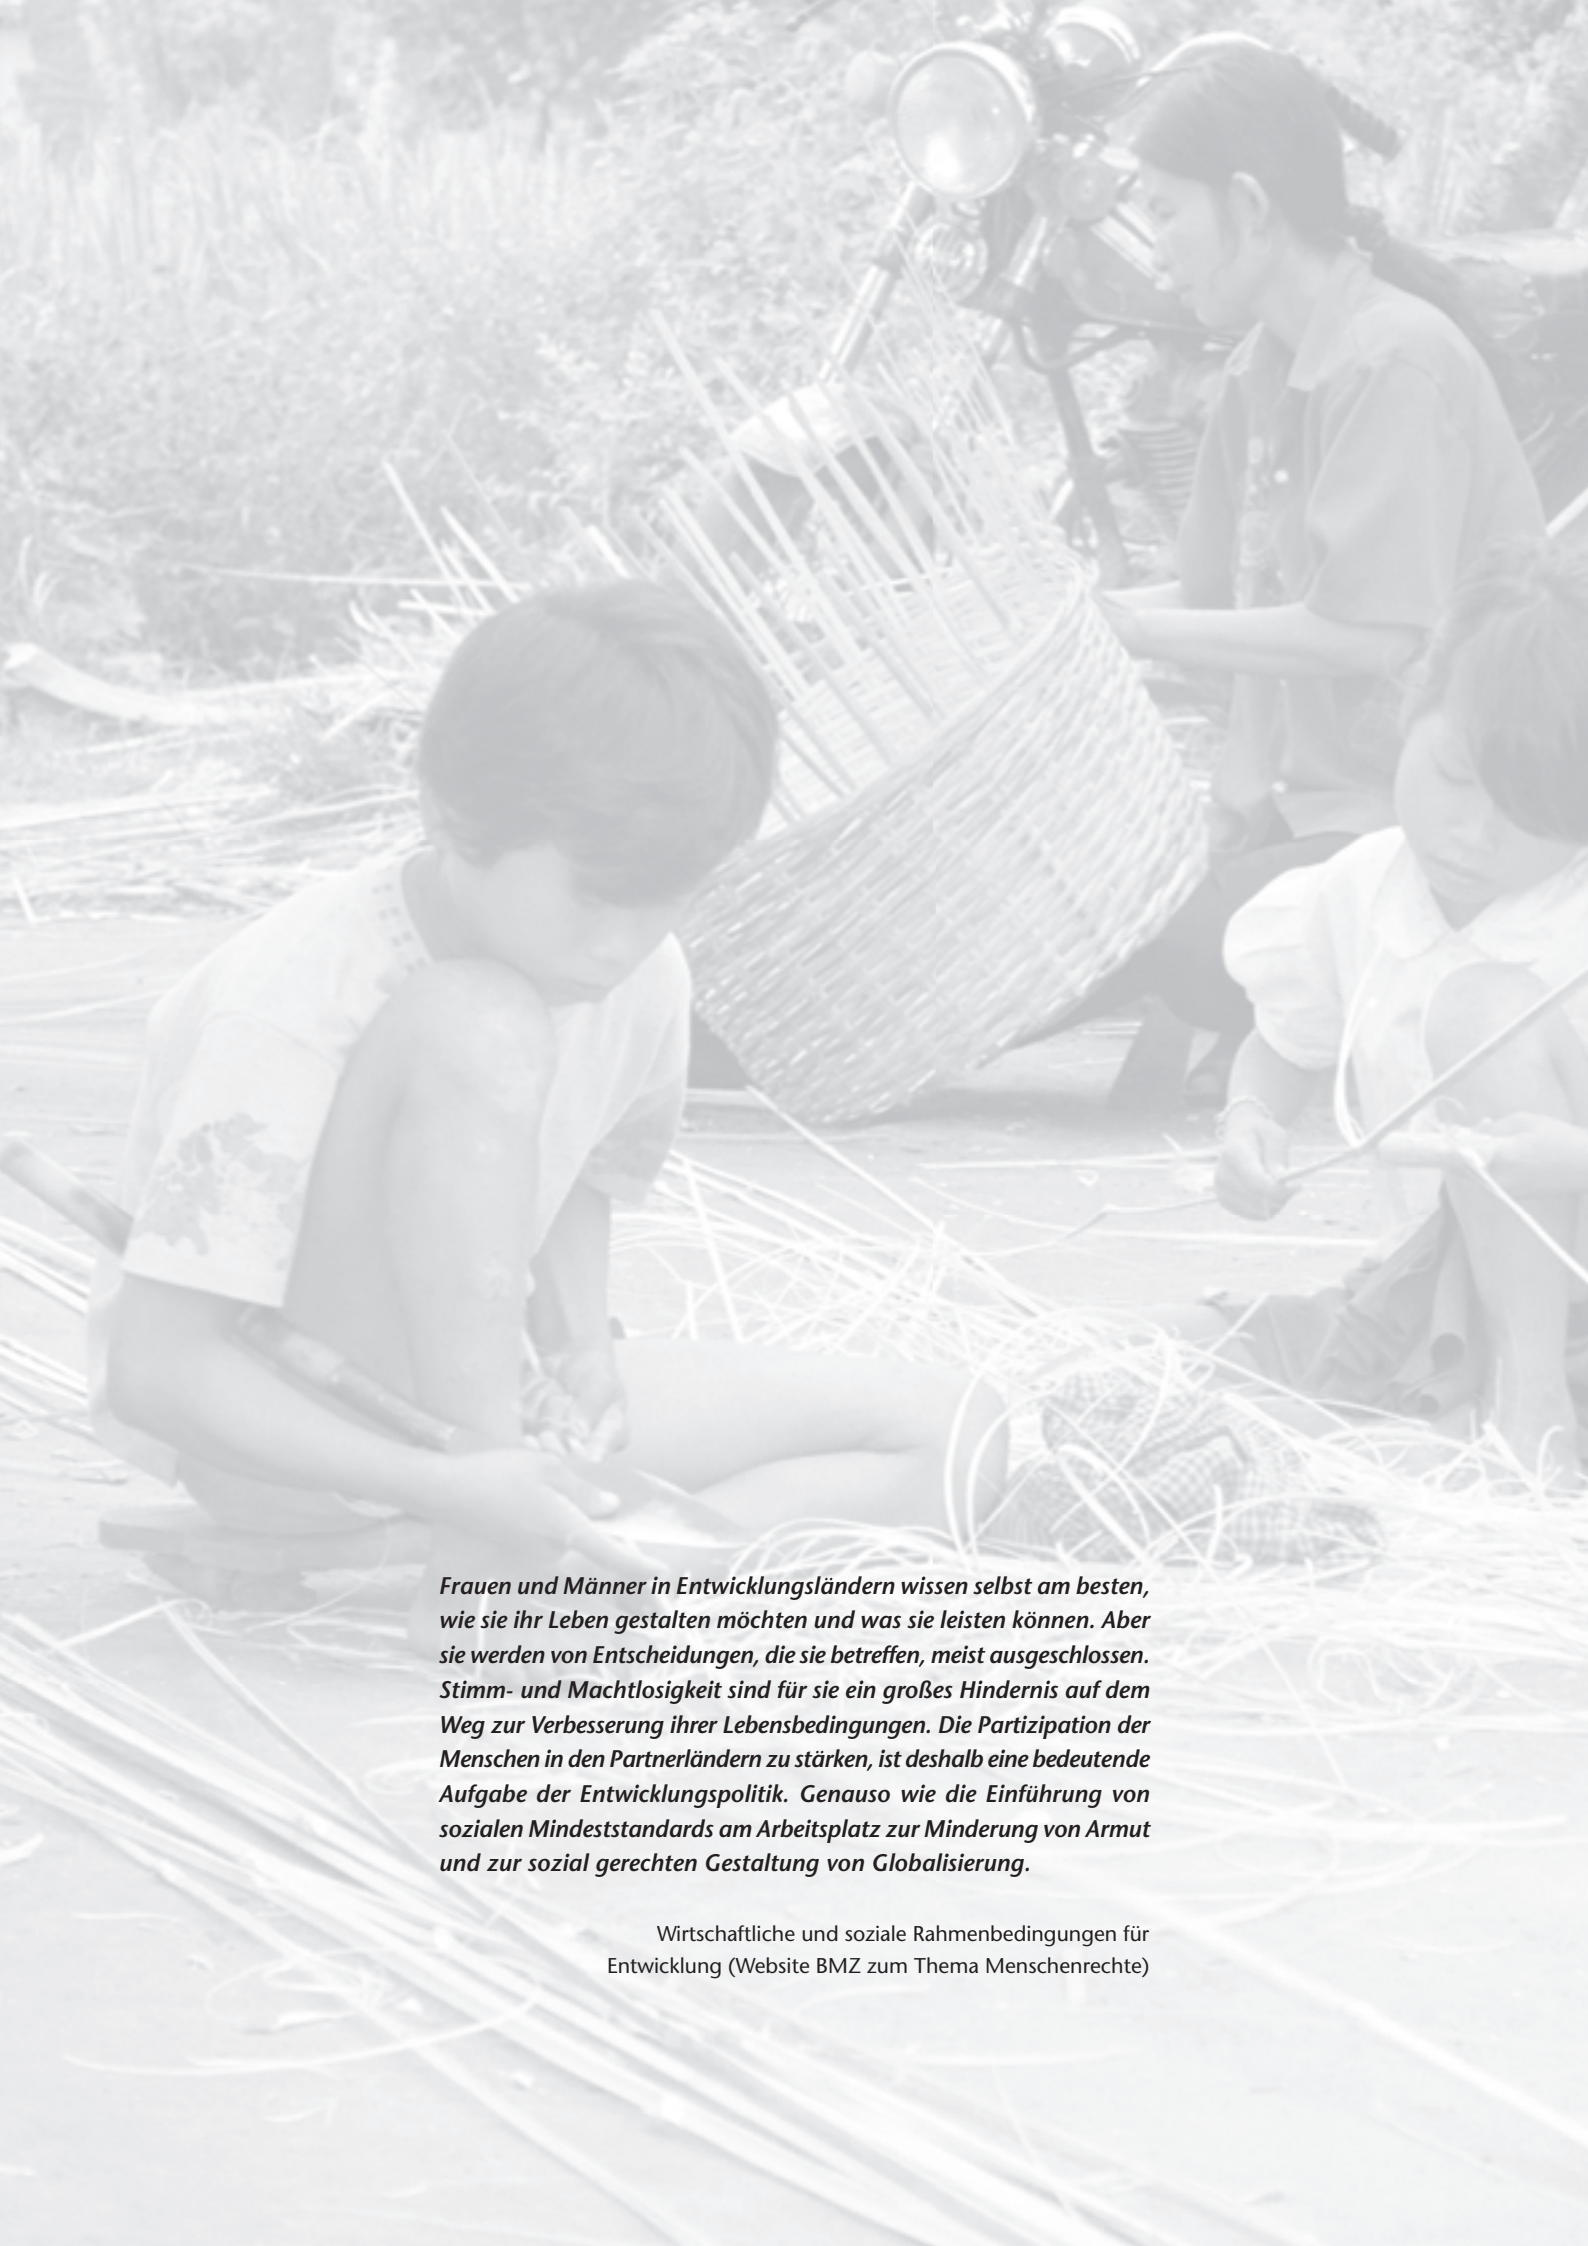 Frauen und Männer in Entwicklungsländern wissen selbst am besten,
wie sie ihr Leben gestalten möchten und was sie leisten können. Aber
sie werden von Entscheidungen, die sie betreffen, meist ausgeschlossen.
Stimm- und Machtlosigkeit sind für sie ein großes Hindernis auf dem
Weg zur Verbesserung ihrer Lebensbedingungen. Die Partizipation der
Menschen in den Partnerländern zu stärken, ist deshalb eine bedeutende
Aufgabe der Entwicklungspolitik. Genauso wie die Einführung von
sozialen Mindeststandards am Arbeitsplatz zur Minderung von Armut
und zur sozial gerechten Gestaltung von Globalisierung.
Wirtschaftliche und soziale Rahmenbedingungen für
Entwicklung (Website BMZ zum Thema Menschenrechte)